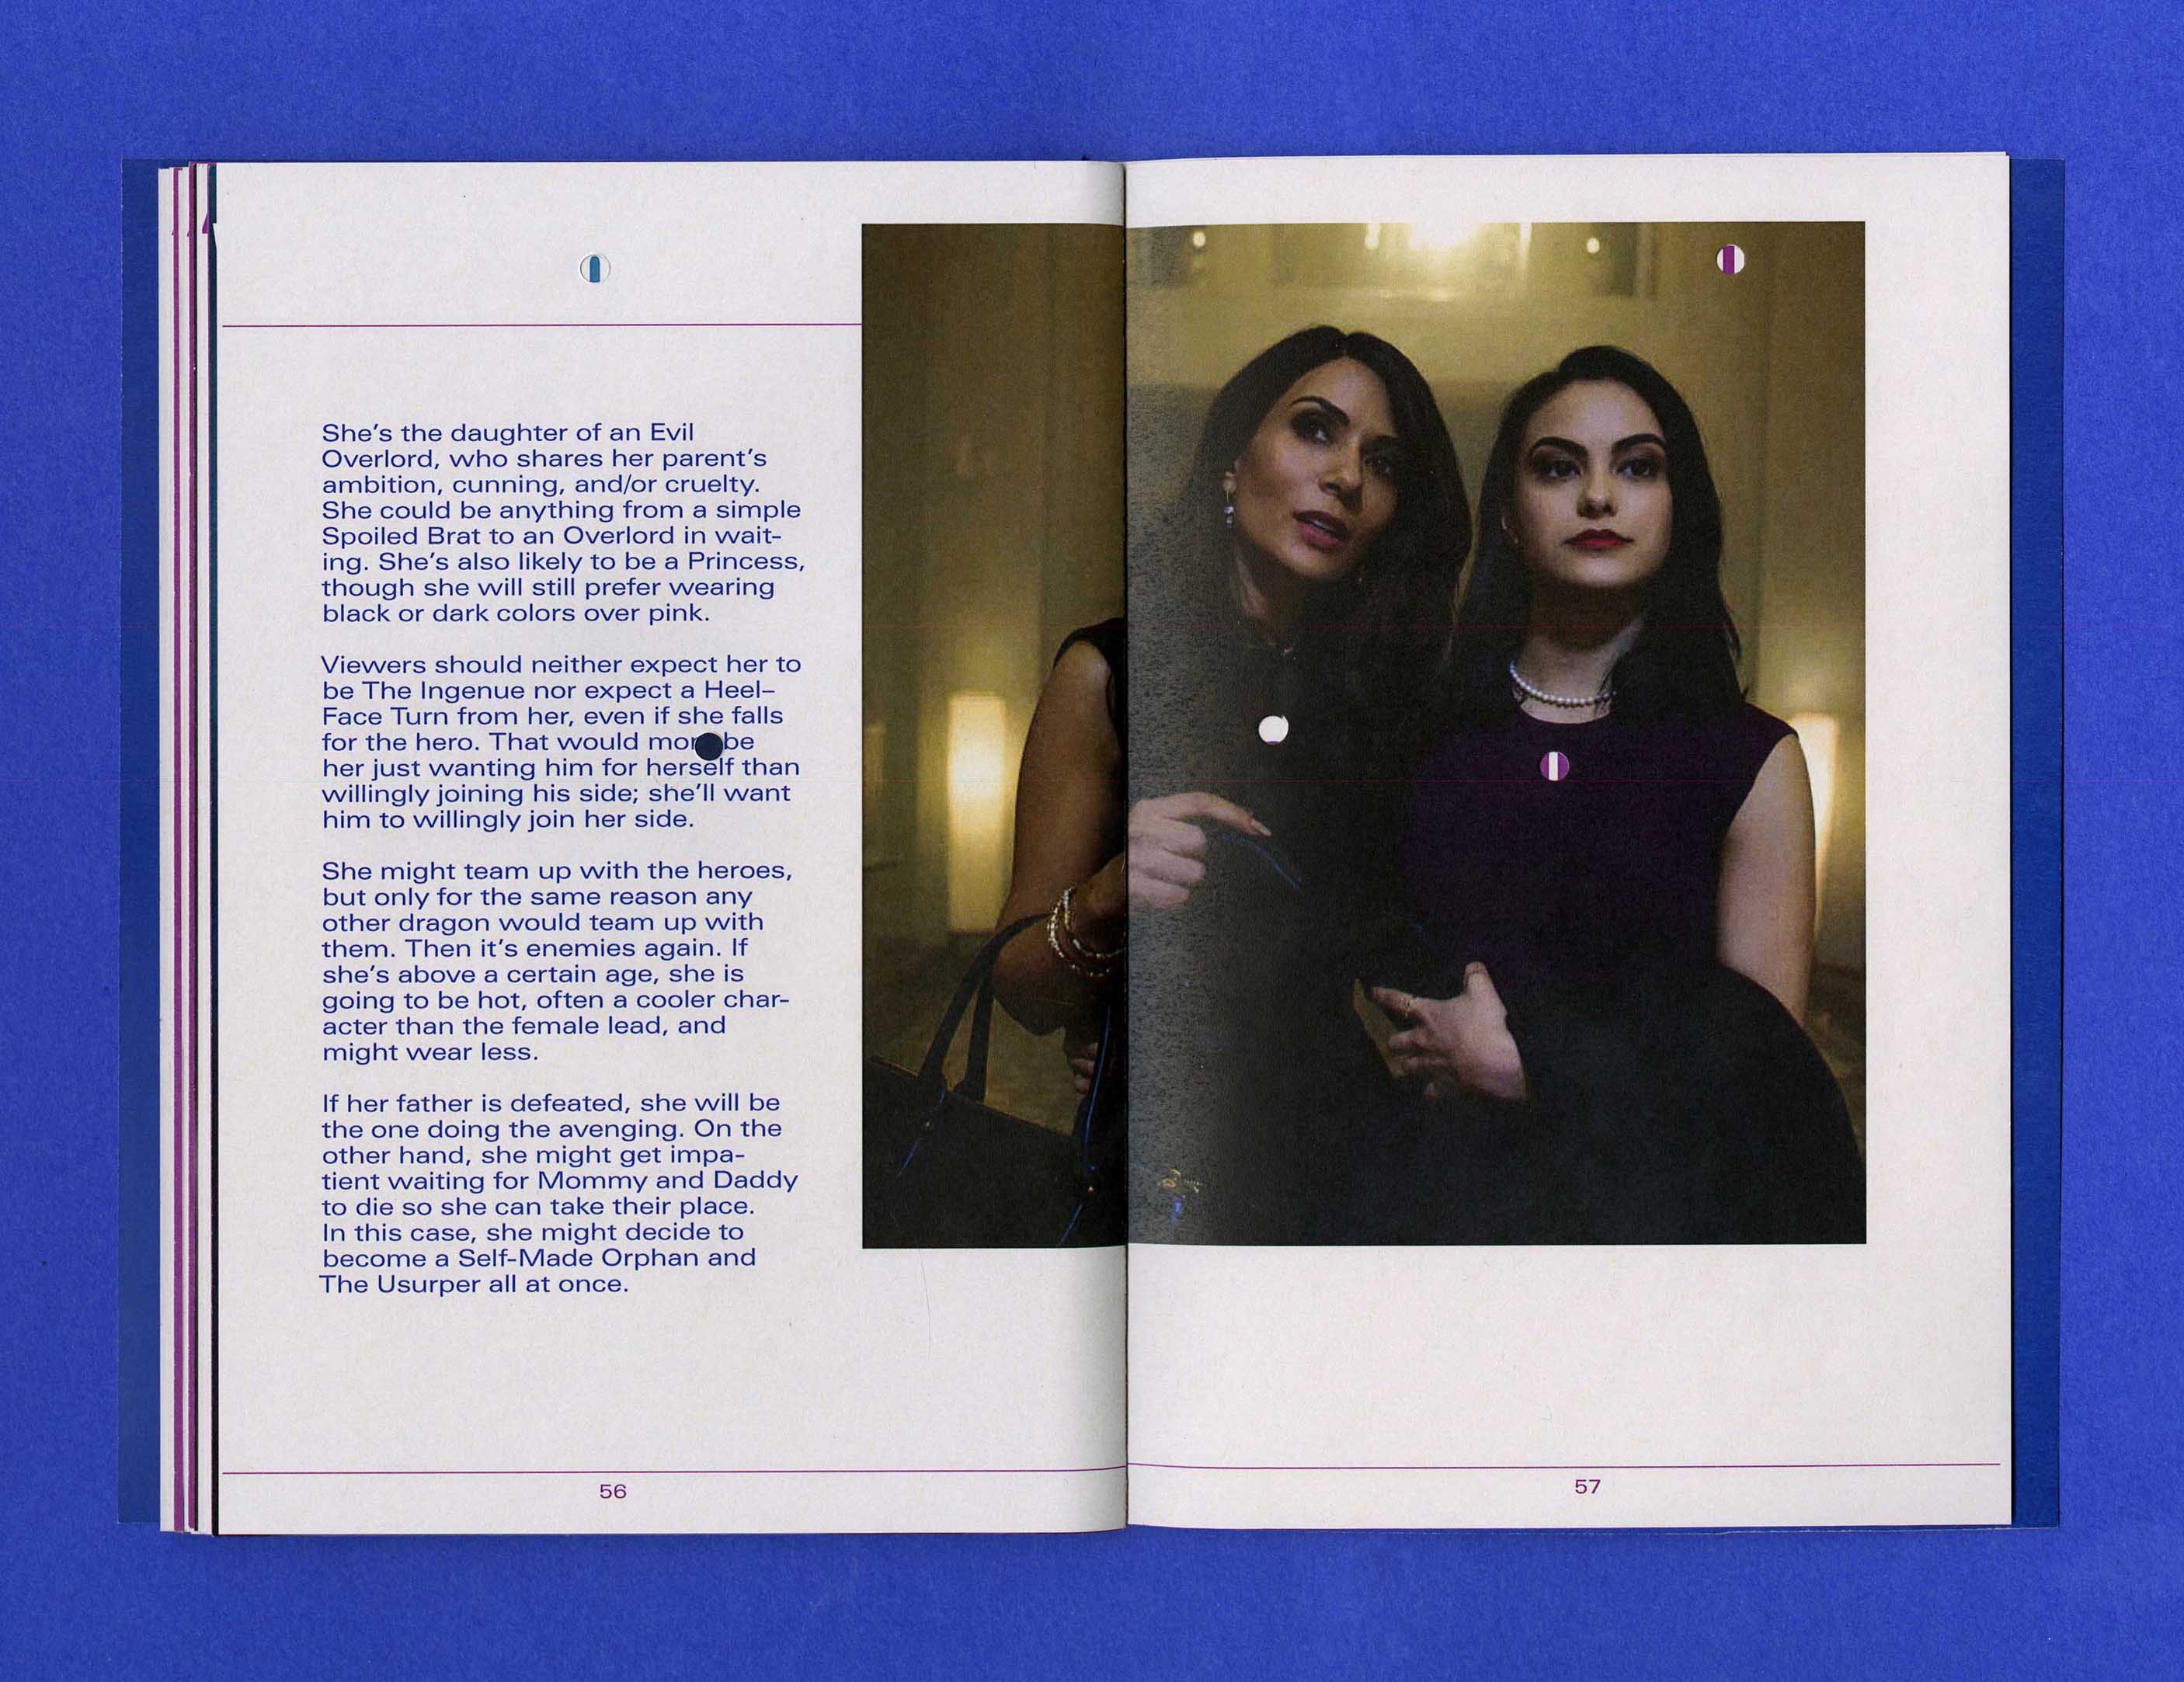 She's the daughter of an Evil
Overlord, who shares her parent's
ambition, cunning, and/or cruelty.
She could be anything from a simple
Spoiled Brat to an Overlord in wait-
ing. She's also likely to be a Princess,
though she will still prefer wearing
black or dark colors over pink.
Viewers should neither expect her to
be The Ingenue nor expect a Heel–
Face Turn from her, even if she falls
for the hero. That would more be
her just wanting him for herself than
willingly joining his side; she'll want
him to willingly join her side.
She might team up with the heroes,
but only for the same reason any
other dragon would team up with
them. Then it's enemies again. If
she's above a certain age, she is
going to be hot, often a cooler char-
acter than the female lead, and
might wear less.
If her father is defeated, she will be
the one doing the avenging. On the
other hand, she might get impa-
tient waiting for Mommy and Daddy
to die so she can take their place.
In this case, she might decide to
become a Self-Made Orphan and
The Usurper all at once.
56
57